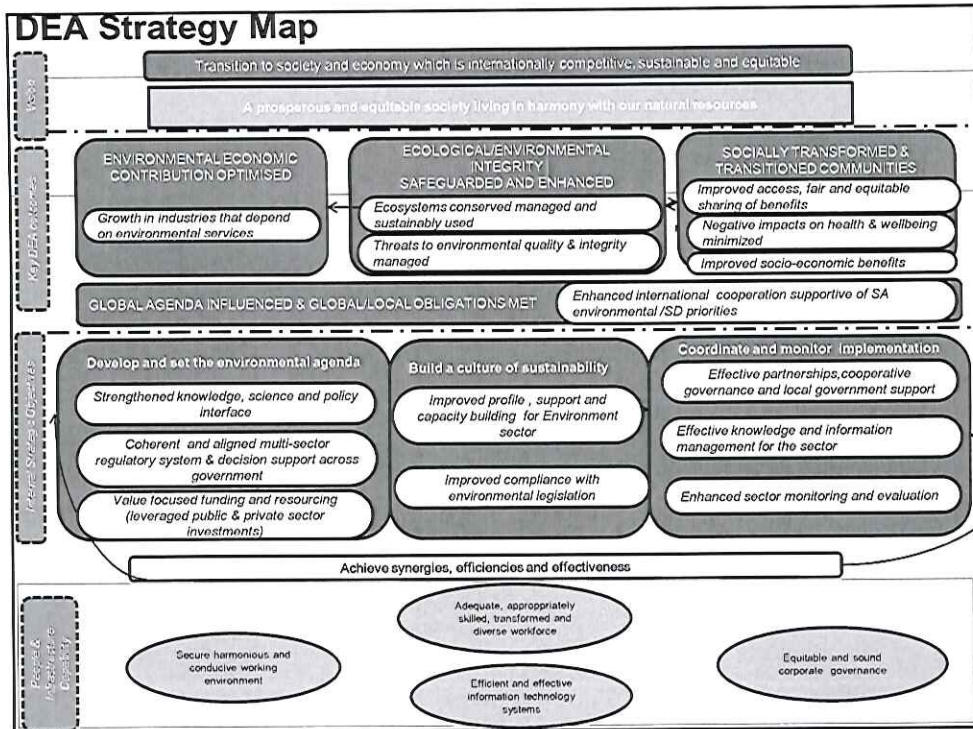 DEA Strategy Map
Vision
Transition to society and economy which is internationally competitive, sustainable and equitable
A prosperous and equitable society living in harmony with our natural resources
Key DEA outcomes
ENVIRONMENTAL ECONOMIC
CONTRIBUTION OPTIMISED
Growth in industries that depend
on environmental services
ECOLOGICAL/ENVIRONMENTAL
INTEGRITY
SAFEGUARDED AND ENHANCED
Ecosystems conserved managed and
sustainably used
Threats to environmental quality & integrity
managed
SOCIALLY TRANSFORMED &
TRANSITIONED COMMUNITIES
Improved access, fair and equitable
sharing of benefits
Negative impacts on health & wellbeing
minimized
Improved socio-economic benefits
GLOBAL AGENDA INFLUENCED & GLOBAL/LOCAL OBLIGATIONS MET
Enhanced international cooperation supportive of SA
environmental /SD priorities
Internal Strategic Objectives
Develop and set the environmental agenda
Strengthened knowledge, science and policy
interface
Coherent and aligned multi-sector
regulatory system & decision support across
government
Value focused funding and resourcing
(leveraged public & private sector
investments)
Build a culture of sustainability
Improved profile , support and
capacity building for Environment
sector
Improved compliance with
environmental legislation
Coordinate and monitor implementation
Effective partnerships,cooperative
governance and local government support
Effective knowledge and information
management for the sector
Enhanced sector monitoring and evaluation
Achieve synergies, efficiencies and effectiveness
People &
Infrastructure
Capability
Secure harmonious and
conducive working
environment
Adequate, approppriately
skilled, transformed and
diverse workforce
Efficient and effective
information technology
systems
Equitable and sound
corporate governance